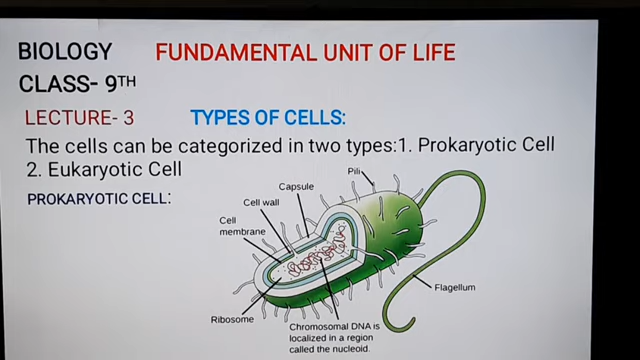 BIOLOGY FUNDAMENTAL UNIT OF LIFE
CLASS- 9TH
LECTURE- 3 TYPES OF CELLS:
The cells can be categorized in two types:1. Prokaryotic Cell
2. Eukaryotic Cell
PROKARYOTIC CELL:
Pili
Capsule
Cell wall
Cell
membrane
Flagellum
Ribosome
Chromosomal DNA is
localized in a region
called the nucleoid.